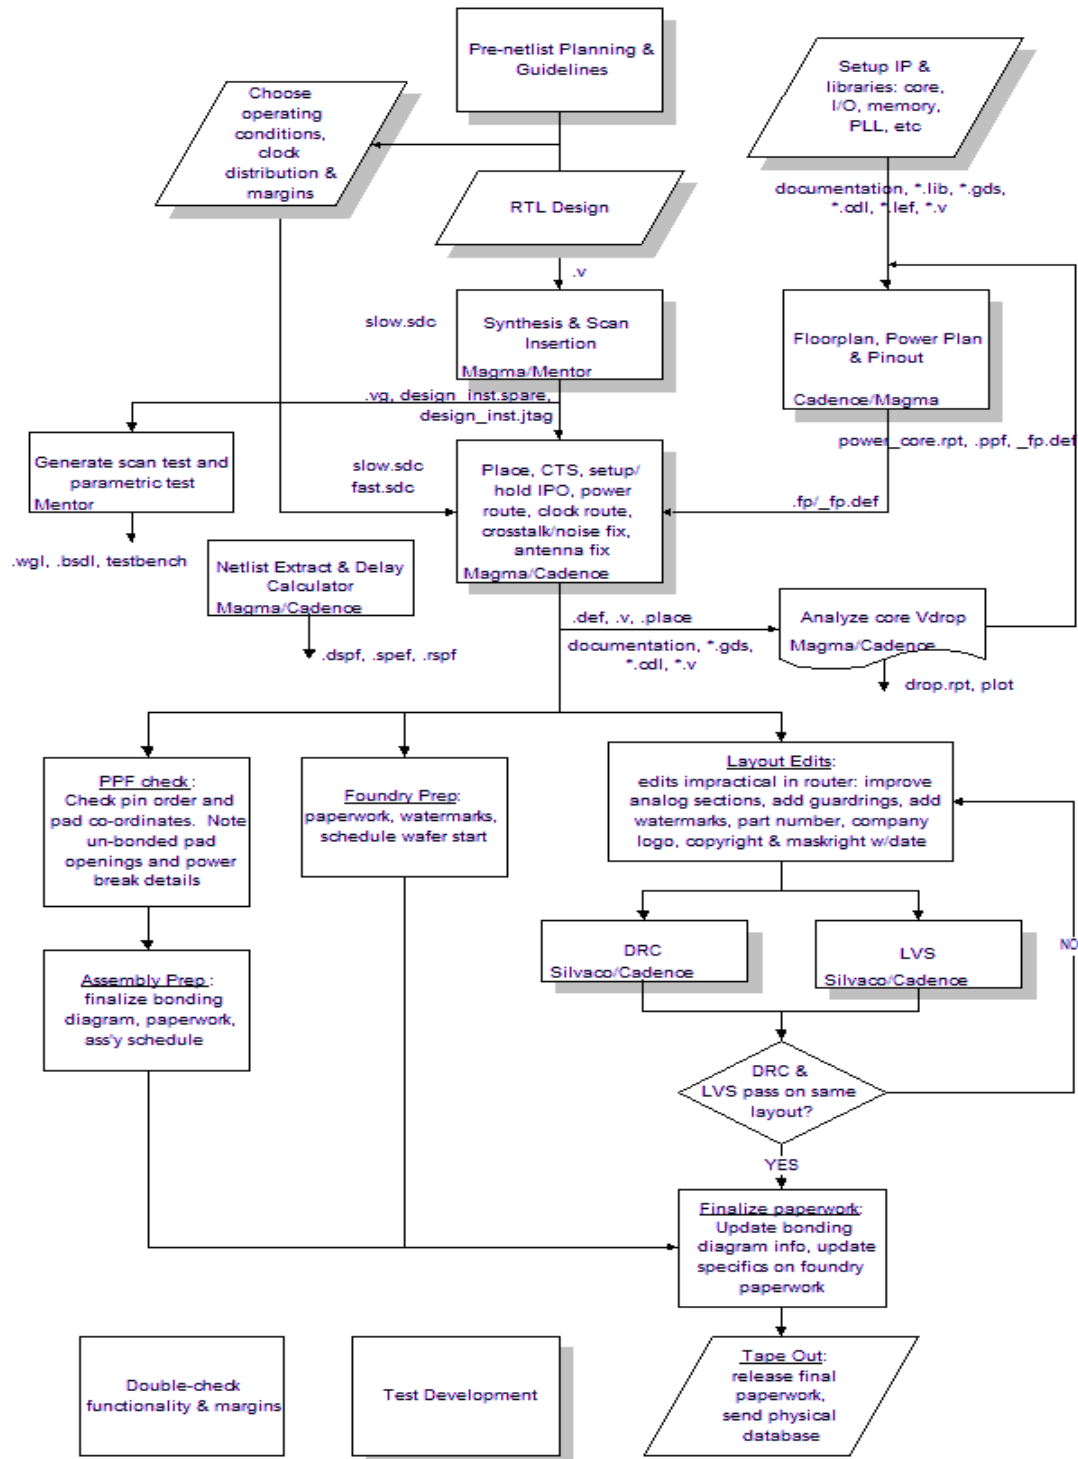 Pre-netlist Planning &
Guidelines
Setup IP &
libraries: core,
I/O, memory,
PLL, etc
Choose
operating
conditions,
clock
distribution &
margins
documentation, *.lib, *.gds,
*.cdl, *.lef, *.v
RTL Design
.v
slow.sdc
Synthesis & Scan
Insertion
Magma/Mentor
Floorplan, Power Plan
& Pinout
Cadence/Magma
.vg, design_inst.spare,
design_inst.jtag
power_core.rpt, .ppf, _fp.def
Generate scan test and
parametric test
Mentor
.wgl, .bsdl, testbench
slow.sdc
fast.sdc
Place, CTS, setup/
hold IPO, power
route, clock route,
crosstalk/noise fix,
antenna fix
Magma/Cadence
.fp/_fp.def
Netlist Extract & Delay
Calculator
Magma/Cadence
.dspf, .spef, .rspf
.def, .v, .place
documentation, *.gds,
*.cdl, *.v
Analyze core Vdrop
Magma/Cadence
drop.rpt, plot
PPF check:
Check pin order and
pad co-ordinates. Note
un-bonded pad
openings and power
break details
Foundry Prep:
paperwork, watermarks,
schedule wafer start
Layout Edits:
edits impractical in router: improve
analog sections, add guardrings, add
watermarks, part number, company
logo, copyright & maskright w/date
Assembly Prep:
finalize bonding
diagram, paperwork,
ass'y schedule
DRC
Silvaco/Cadence
LVS
Silvaco/Cadence
NO
DRC &
LVS pass on same
layout?
YES
Finalize paperwork:
Update bonding
diagram info, update
specifics on foundry
paperwork
Double-check
functionality & margins
Test Development
Tape Out:
release final
paperwork,
send physical
database